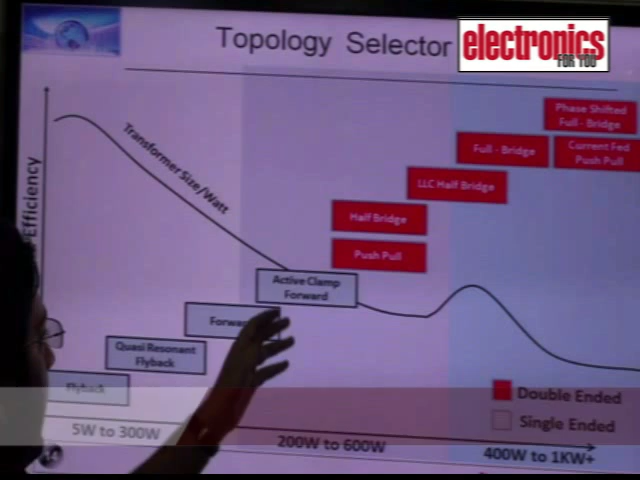 Topology Selector
electronics
FOR YOU
Efficiency
Transformer Size/Watt
Phase Shifted
Full - Bridge
Full - Bridge
Current Fed
Push Pull
LLC Half Bridge
Half Bridge
Push Pull
Active Clamp
Forward
Quasi Resonant
Flyback
Flyback
Double Ended
Single Ended
5W to 300W
200W to 600W
400W to 1KW+